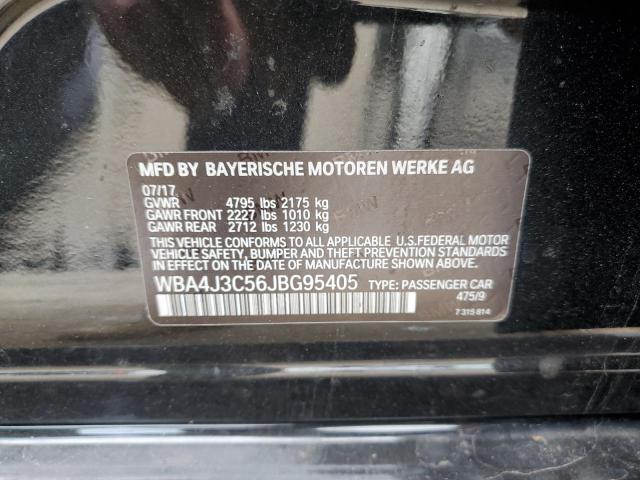 MFD BY BAYERISCHE MOTOREN WERKE AG
07/17
GVWR 4795 lbs 2175 kg
GAWR FRONT 2227 lbs 1010 kg
GAWR REAR 2712 lbs 1230 kg
THIS VEHICLE CONFORMS TO ALL APPLICABLE U.S.FEDERAL MOTOR
VEHICLE SAFETY, BUMPER AND THEFT PREVENTION STANDARDS
IN EFFECT ON THE DATE OF MANUFACTURE SHOWN ABOVE.
WBA4J3C56JBG95405 TYPE: PASSENGER CAR
475/9
7 315 814